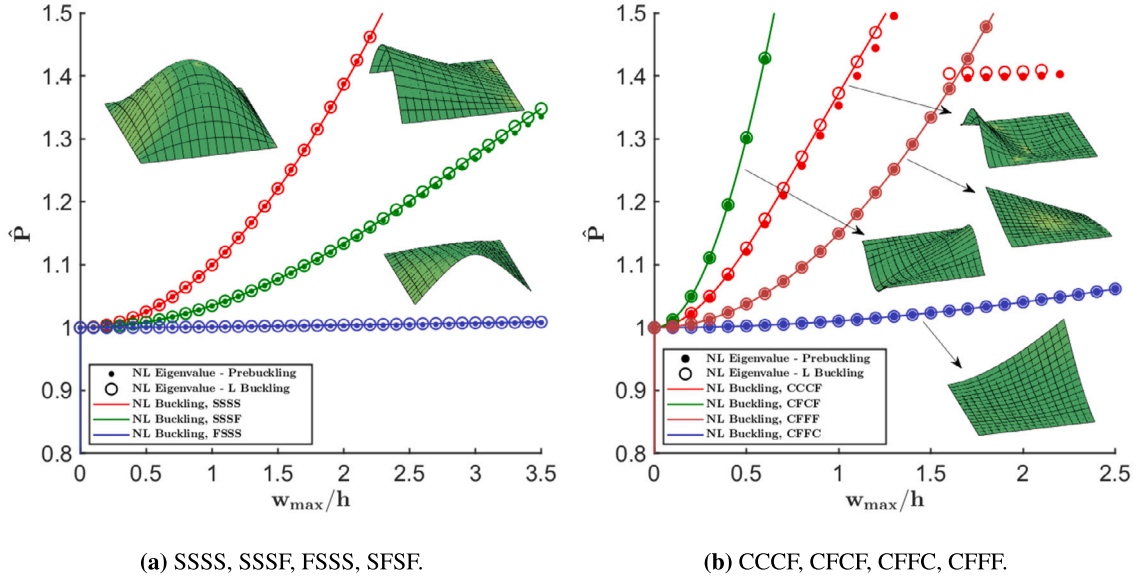 1.5
1.4
1.3
1.2
1.1
1
0.9
0.8
P̂
NL Eigenvalue - Prebuckling
NL Eigenvalue - L Buckling
NL Buckling, SSSS
NL Buckling, SSSF
NL Buckling, FSSS
0 0.5 1.0 1.5 2 2.5 3.0 3.5
w_max/h
(a) SSSS, SSSF, FSSS, SFSF.
1.5
1.4
1.3
1.2
1.1
1
0.9
0.8
P̂
NL Eigenvalue - Prebuckling
NL Eigenvalue - L Buckling
NL Buckling, CCCF
NL Buckling, CFCF
NL Buckling, CFFF
NL Buckling, CFFC
0 0.5 1 1.5 2 2.5
w_max/h
(b) CCCF, CFCF, CFFC, CFFF.